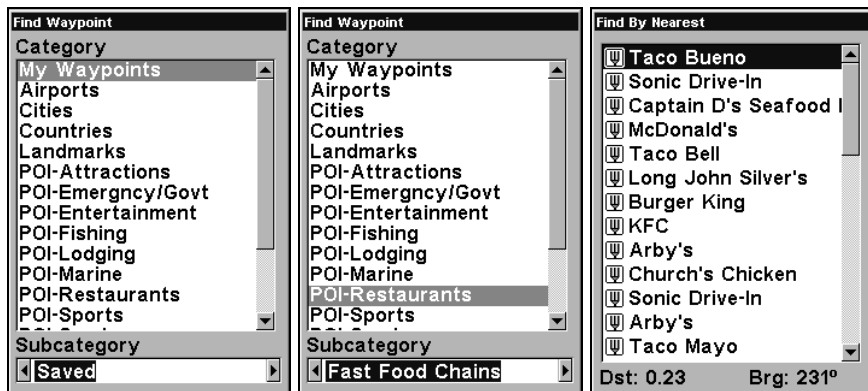 Find Waypoint
Category
My Waypoints
Airports
Cities
Countries
Landmarks
POI-Attractions
POI-Emergncy/Govt
POI-Entertainment
POI-Fishing
POI-Lodging
POI-Marine
POI-Restaurants
POI-Sports
Subcategory
Saved
Find Waypoint
Category
My Waypoints
Airports
Cities
Countries
Landmarks
POI-Attractions
POI-Emergncy/Govt
POI-Entertainment
POI-Fishing
POI-Lodging
POI-Marine
POI-Restaurants
POI-Sports
Subcategory
Fast Food Chains
Find By Nearest
Taco Bueno
Sonic Drive-In
Captain D's Seafood
McDonald's
Taco Bell
Long John Silver's
Burger King
KFC
Arby's
Church's Chicken
Sonic Drive-In
Arby's
Taco Mayo
Dst: 0.23 Brg: 231º